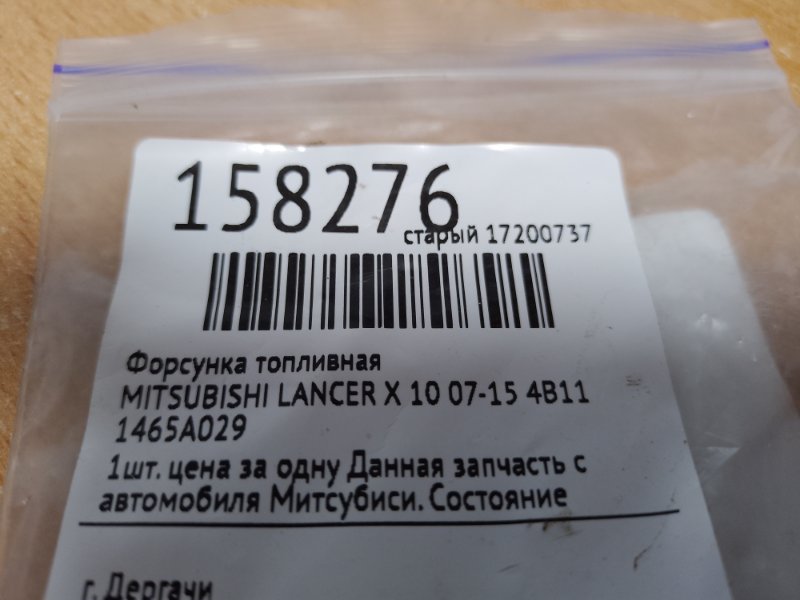 158276
старый 17200737
Форсунка топливная
MITSUBISHI LANCER X 10 07-15 4B11
1465A029
1шт. цена за одну Данная запчасть с
автомобиля Митсубиси. Состояние
г. Дергачи